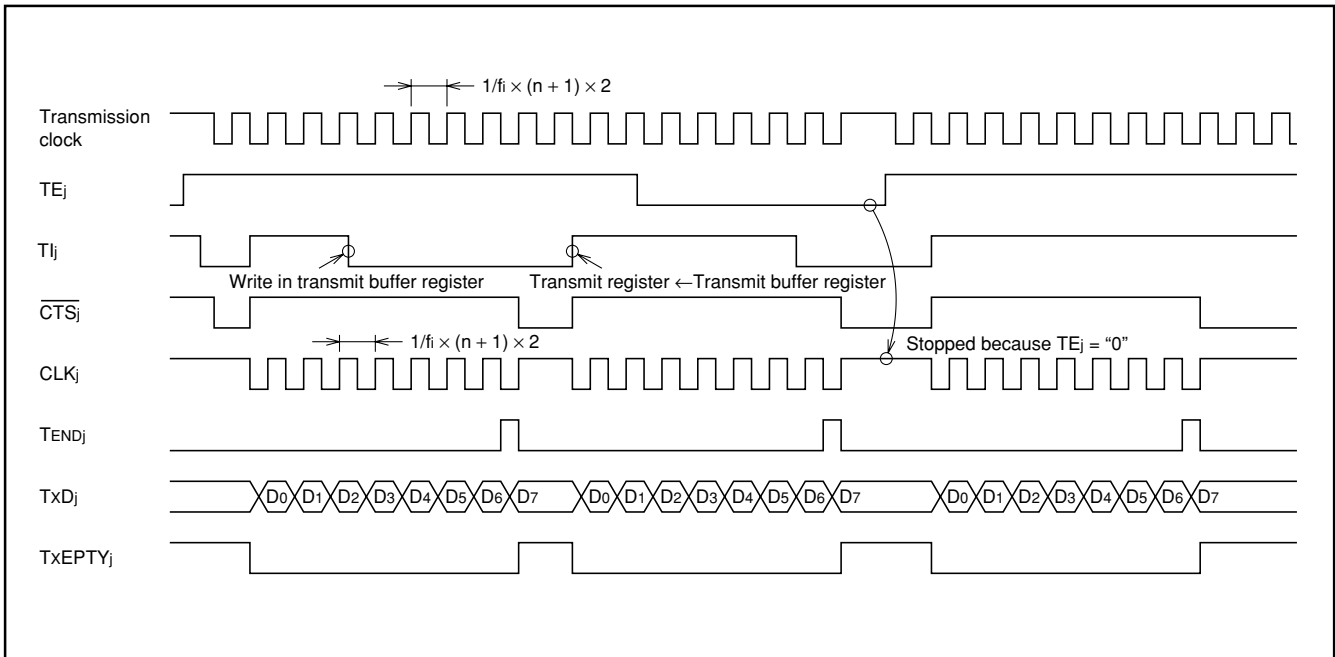 1/fi × (n + 1) × 2
Transmission
clock
TEj
TIj
Write in transmit buffer register
Transmit register ←Transmit buffer register
CTSj
1/fi × (n + 1) × 2
Stopped because TEj = “0”
CLKj
TENDj
TxDj
D0 D1 D2 D3 D4 D5 D6 D7 D0 D1 D2 D3 D4 D5 D6 D7 D0 D1 D2 D3 D4 D5 D6 D7
TxEPTYj